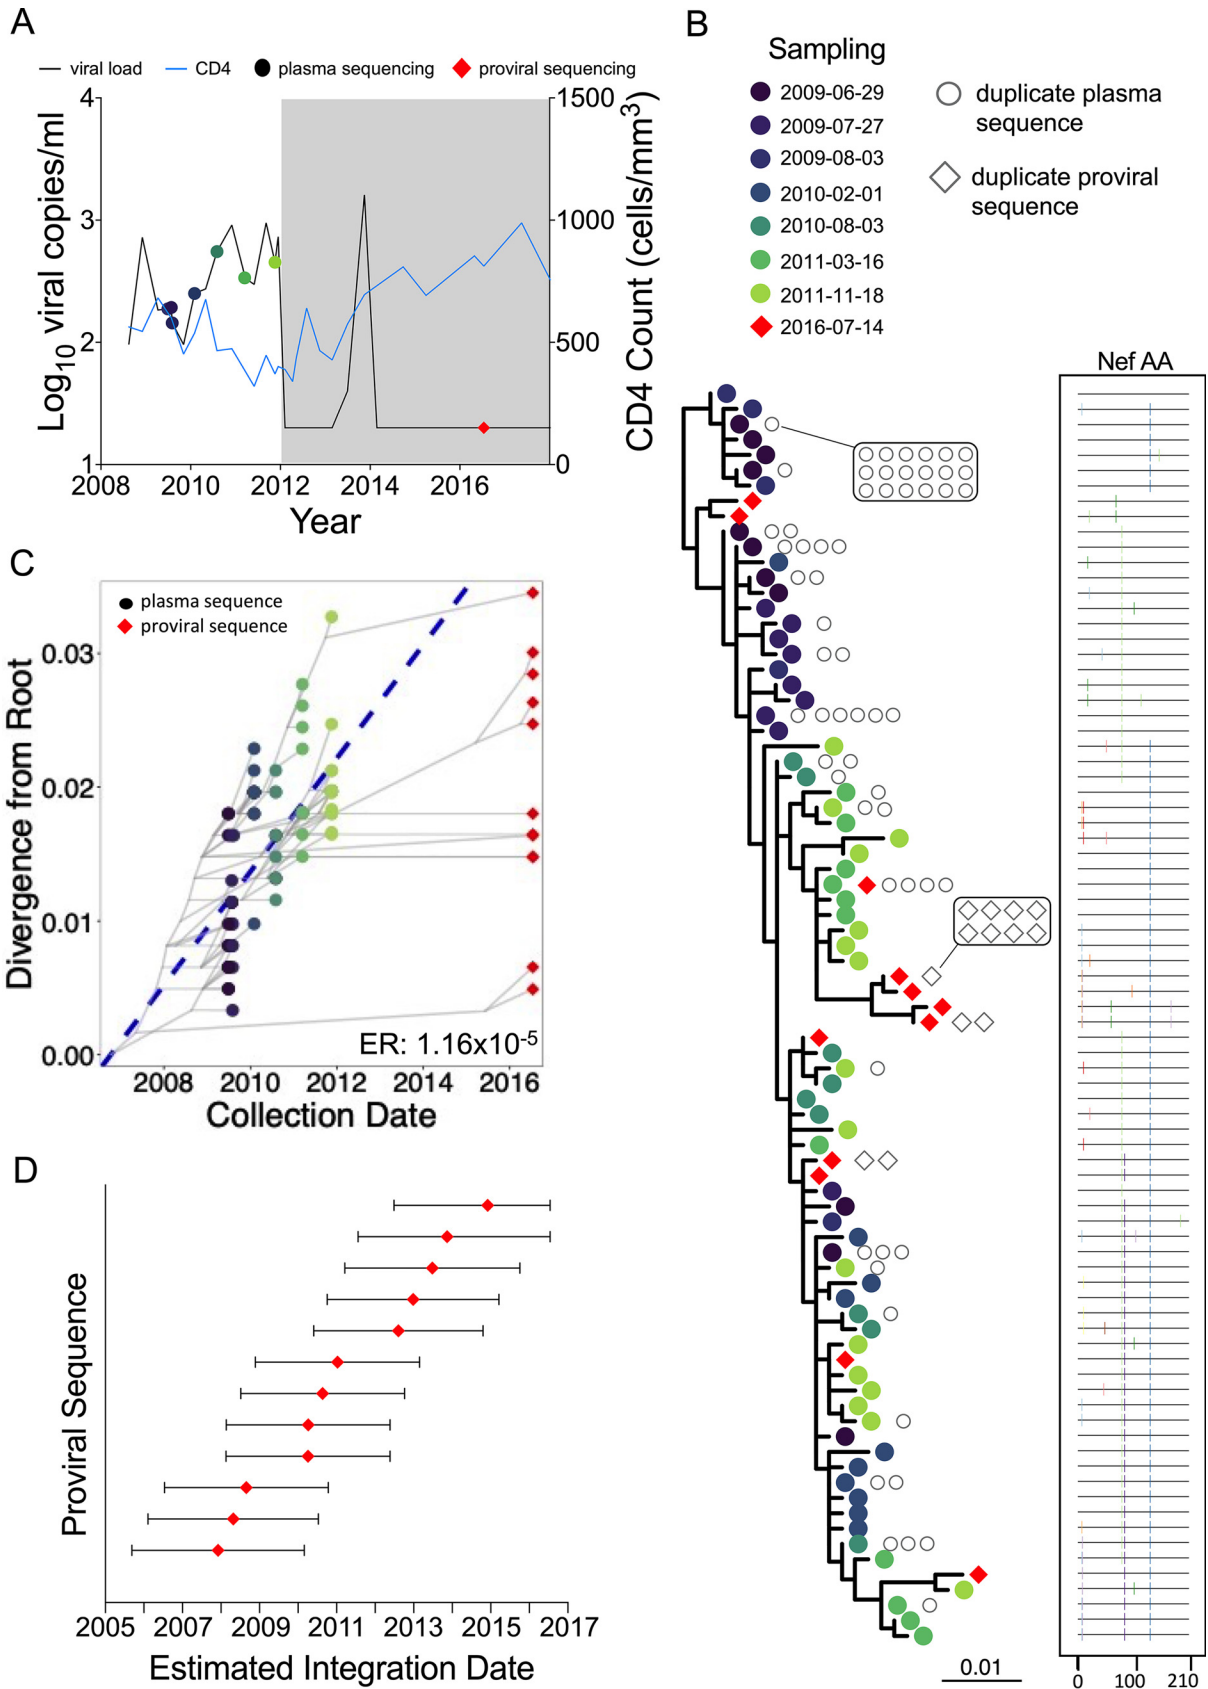 A
viral load CD4 plasma sequencing proviral sequencing
4 1500
3 1000
2 500
1 0
Log10 viral copies/ml
CD4 Count (cells/mm3)
2008 2010 2012 2014 2016
Year
B
Sampling
2009-06-29
2009-07-27
2009-08-03
2010-02-01
2010-08-03
2011-03-16
2011-11-18
2016-07-14
duplicate plasma
sequence
duplicate proviral
sequence
Nef AA
0.01
0 100 210
C
plasma sequence
proviral sequence
Divergence from Root
0.03
0.02
0.01
0.00
ER: 1.16x10-5
2008 2010 2012 2014 2016
Collection Date
D
Proviral Sequence
2005 2007 2009 2011 2013 2015 2017
Estimated Integration Date